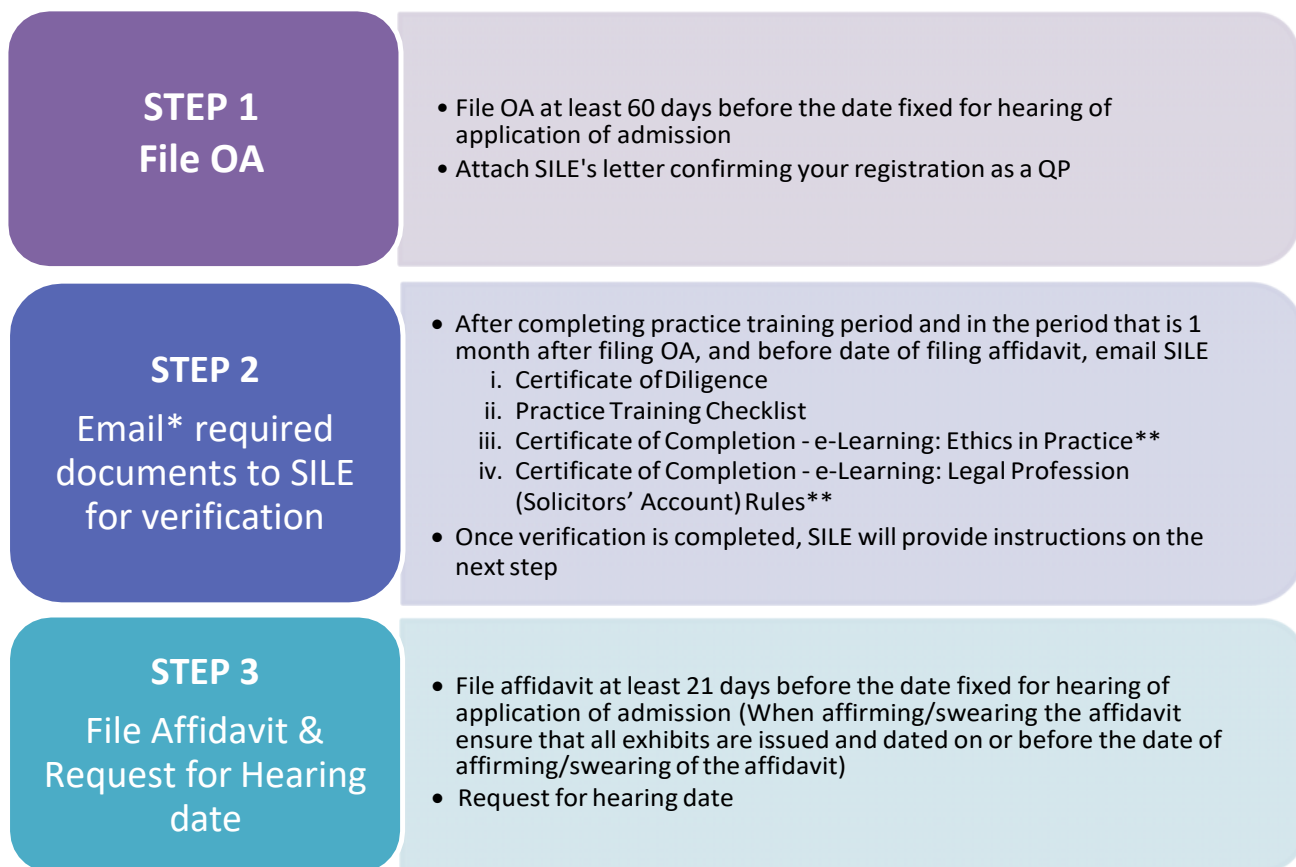 STEP 1
File OA
• File OA at least 60 days before the date fixed for hearing of
application of admission
• Attach SILE's letter confirming your registration as a QP
STEP 2
Email* required
documents to SILE
for verification
• After completing practice training period and in the period that is 1
month after filing OA, and before date of filing affidavit, email SILE
i. Certificate of Diligence
ii. Practice Training Checklist
iii. Certificate of Completion - e-Learning: Ethics in Practice**
iv. Certificate of Completion - e-Learning: Legal Profession
(Solicitors’ Account) Rules**
• Once verification is completed, SILE will provide instructions on the
next step
STEP 3
File Affidavit &
Request for Hearing
date
• File affidavit at least 21 days before the date fixed for hearing of
application of admission (When affirming/swearing the affidavit
ensure that all exhibits are issued and dated on or before the date of
affirming/swearing of the affidavit)
• Request for hearing date